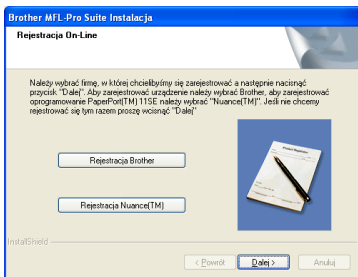 Brother MFL-Pro Suite Instalacja
Rejestracja On-Line
Należy wybrać firmę, w której chcielibyśmy się zarejestrować a następnie nacisnąć
przycisk "Dalej". Aby zarejestrować urządzenie należy wybrać Brother, aby zarejestrować
oprogramowanie PaperPort(TM) 11SE należy wybrać "Nuance(TM)". Jeśli nie chcemy
rejestrować się tym razem proszę wcisnąć "Dalej"
Rejestracja Brother
Product Registration
Rejestracja Nuance(TM)
InstallShield
< Powrót
Dalej >
Anuluj